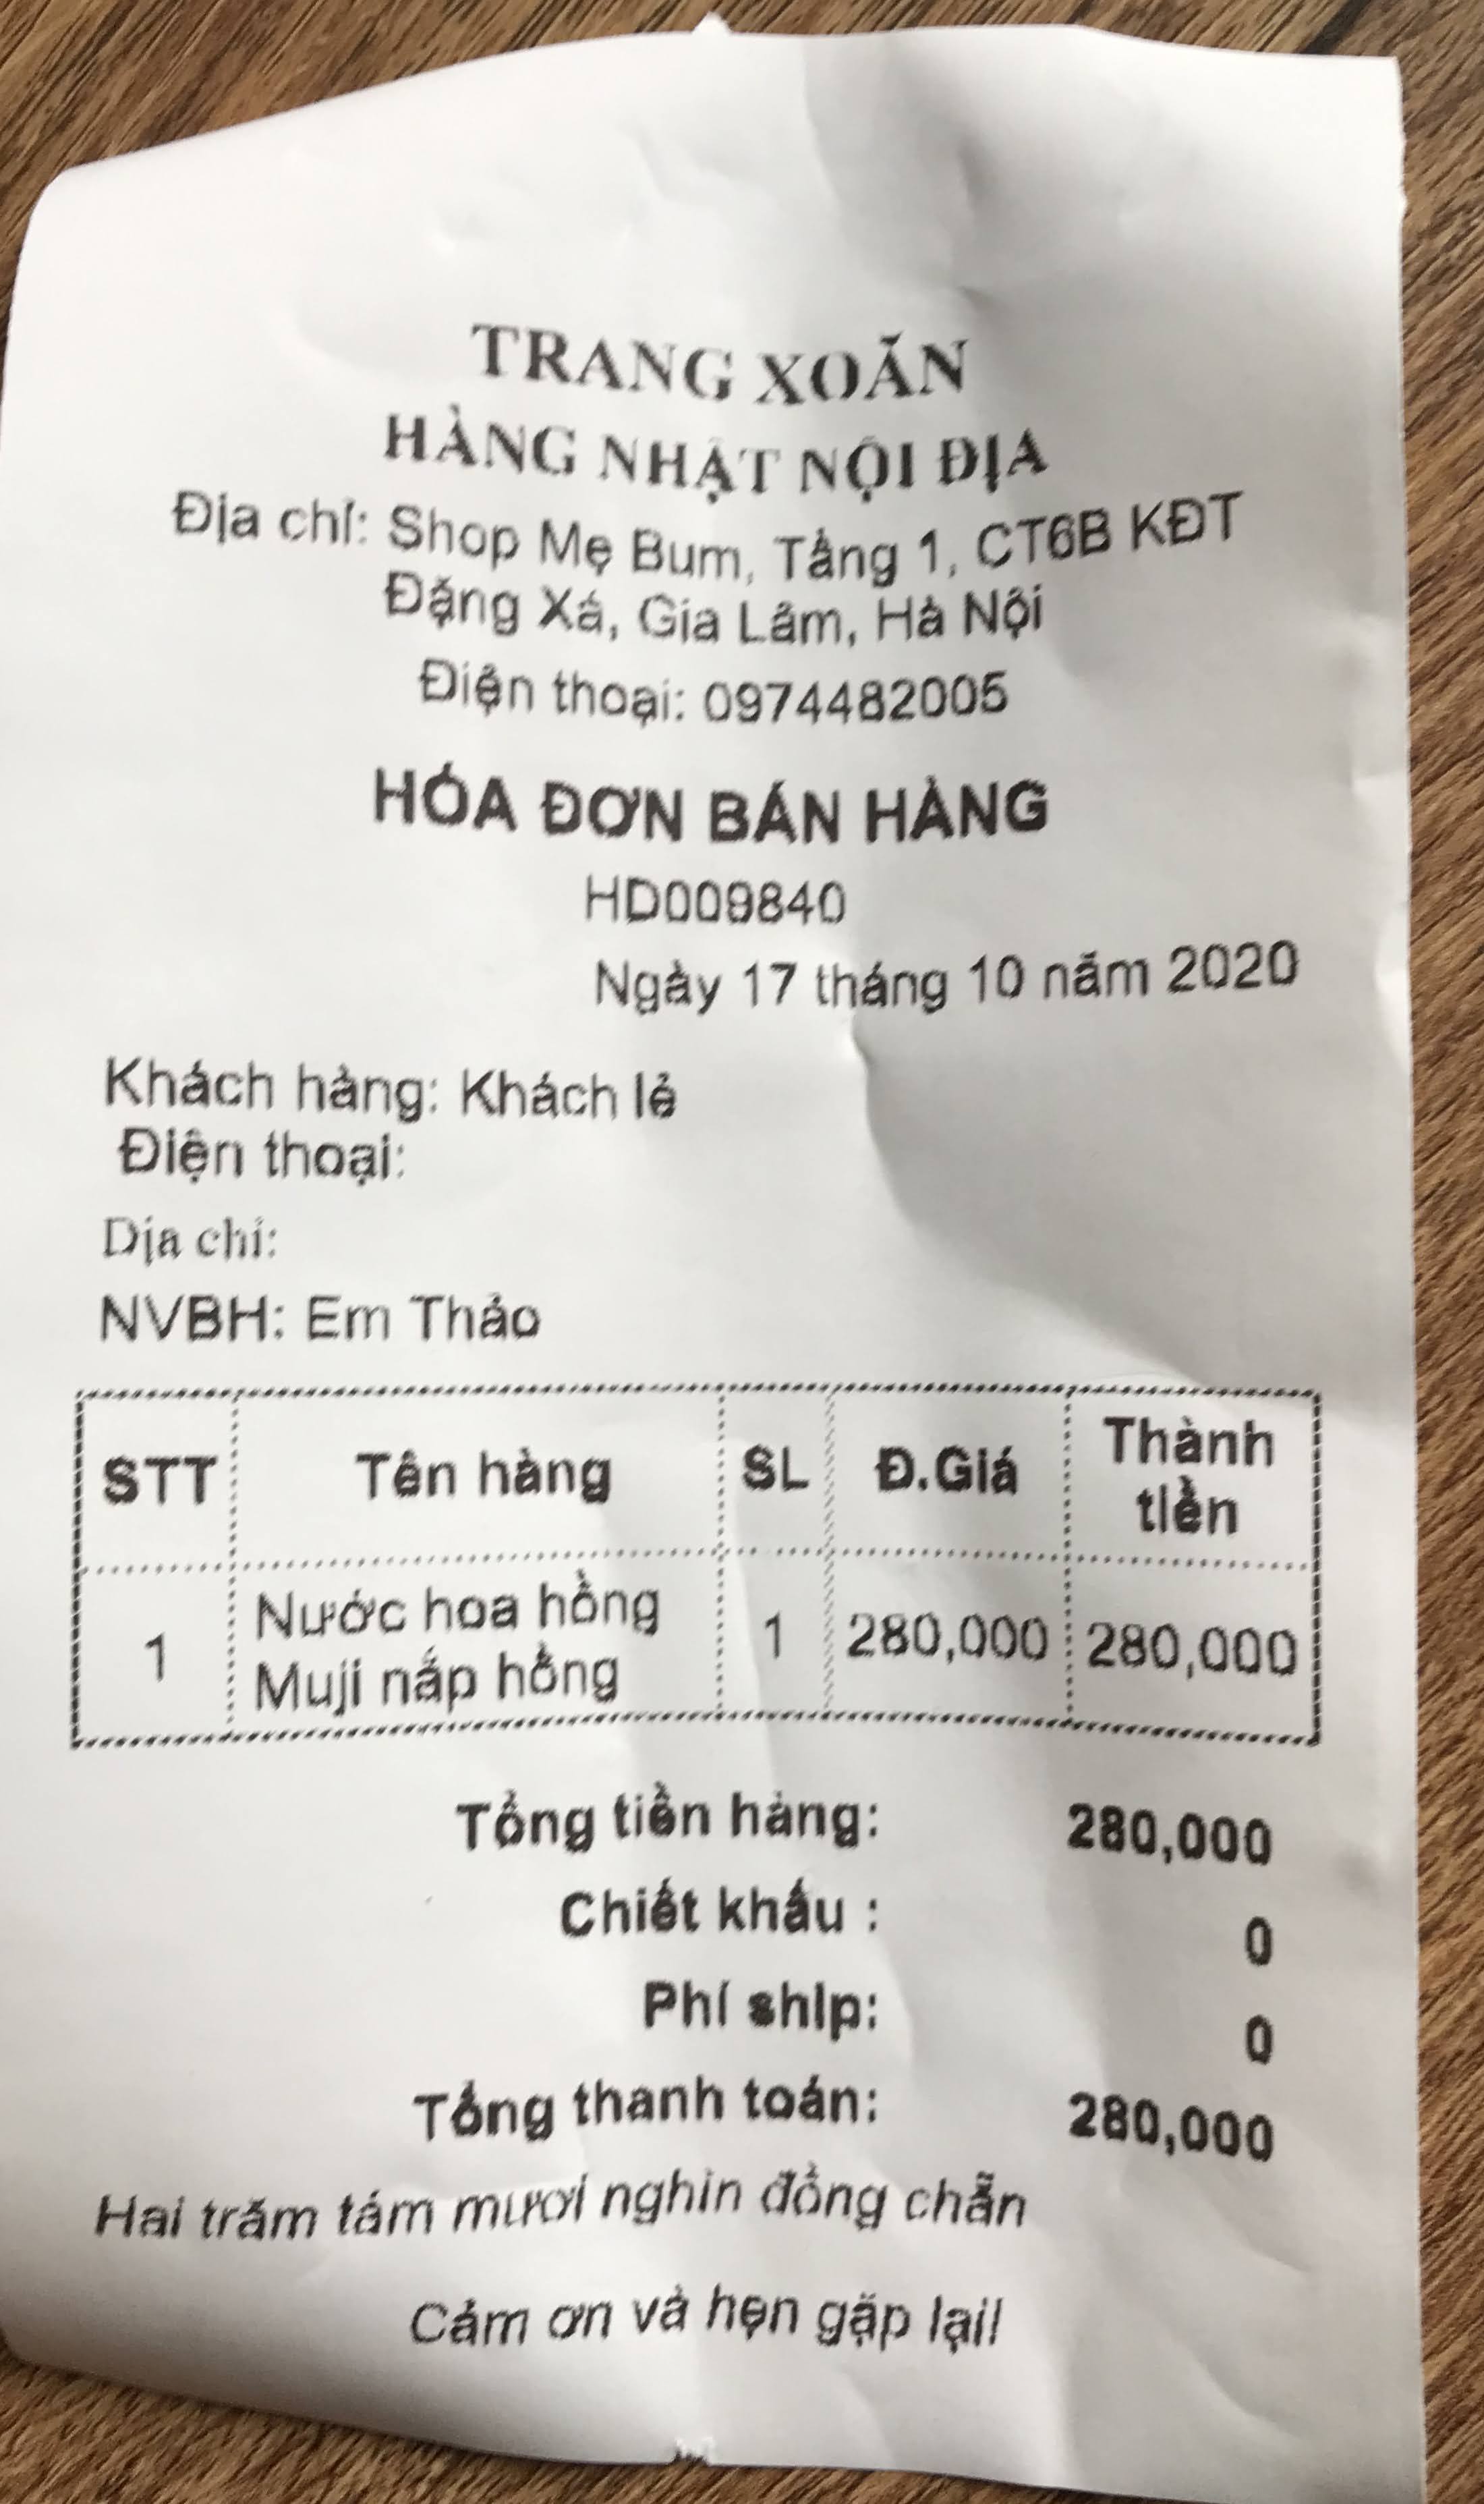 TRANG XOĂN
HÀNG NHẬT NỘI ĐỊA
Địa chỉ: Shop Mẹ Bum, Tầng 1, CT6B KĐT
Đặng Xá, Gia Lâm, Hà Nội
Điện thoại: 0974482005
HÓA ĐƠN BÁN HÀNG
HD009840
Ngày 17 tháng 10 năm 2020
Khách hàng: Khách lẻ
Điện thoại:
Địa chỉ:
NVBH: Em Thảo
STT Tên hàng SL Đ.Giá Thành
tiền
1 Nước hoa hồng 1 280,000 280,000
Muji nắp hồng
Tổng tiền hàng: 280,000
Chiết khấu : 0
Phí ship: 0
Tổng thanh toán: 280,000
Hai trăm tám mươi nghìn đồng chẵn
Cảm ơn và hẹn gặp lại!